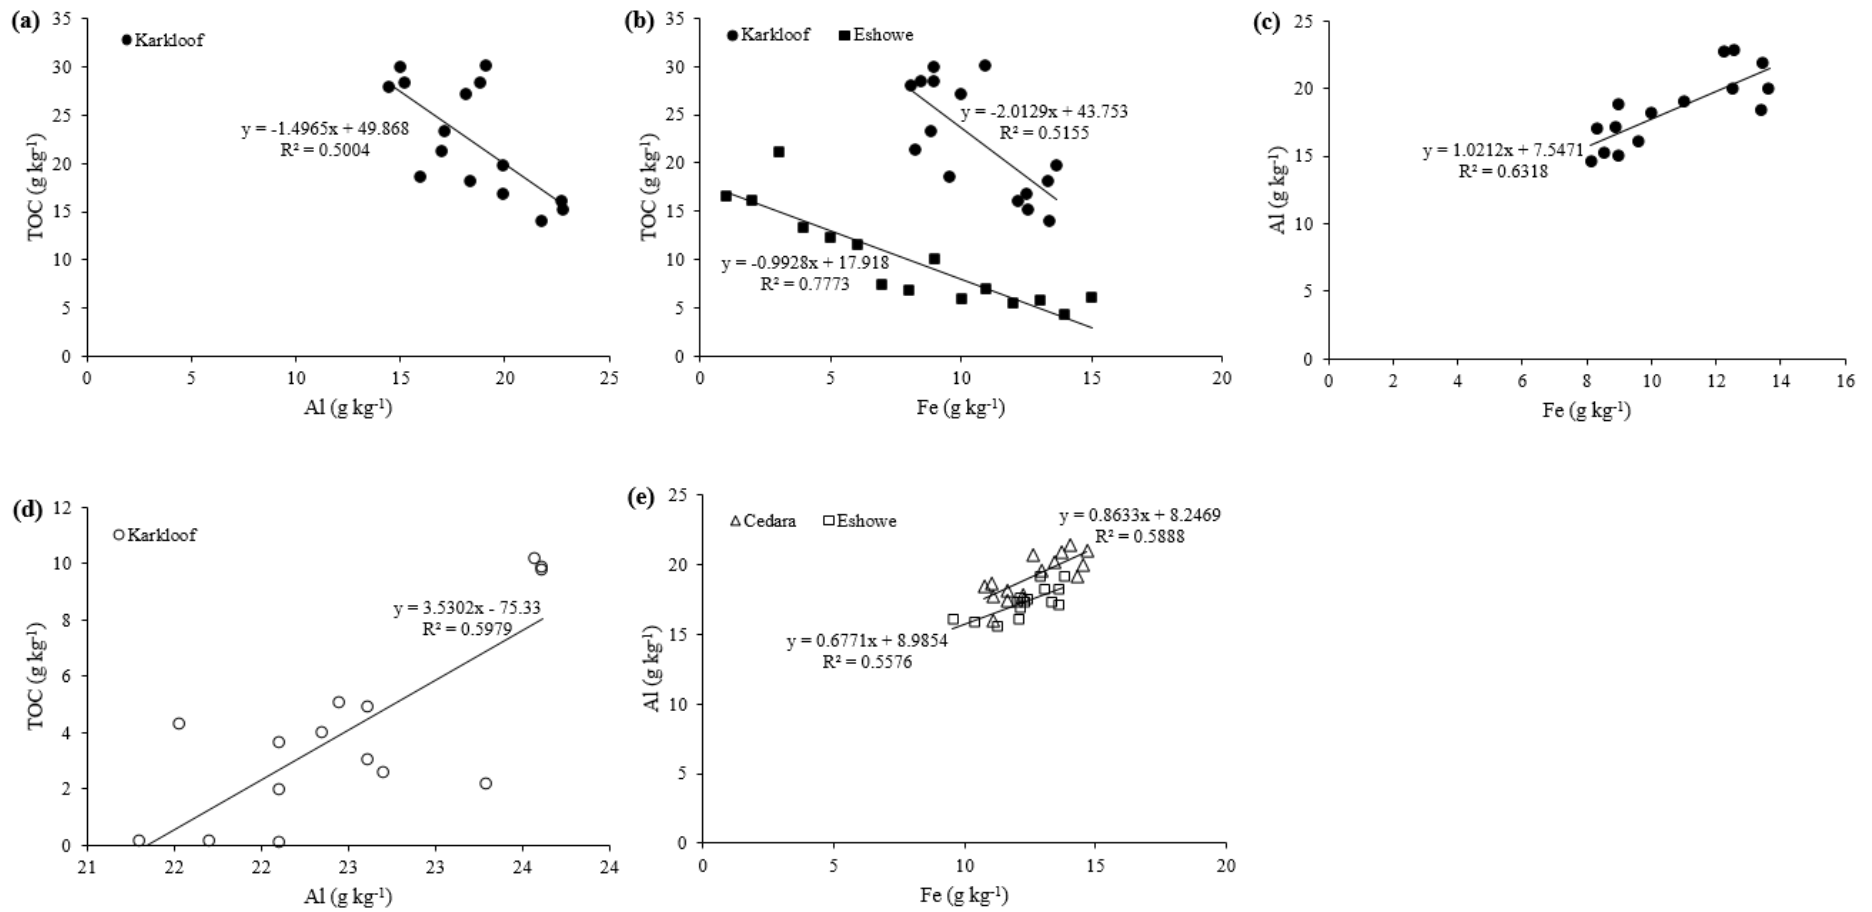 (a)
35
30
25
20
15
10
5
0
TOC (g kg-1)
Karkloof
y = -1.4965x + 49.868
R² = 0.5004
0 5 10 15 20 25
Al (g kg-1)
(b)
35
30
25
20
15
10
5
0
TOC (g kg-1)
Karkloof Eshowe
y = -2.0129x + 43.753
R² = 0.5155
y = -0.9928x + 17.918
R² = 0.7773
0 5 10 15 20
Fe (g kg-1)
(c)
25
20
15
10
5
0
Al (g kg-1)
y = 1.0212x + 7.5471
R² = 0.6318
0 2 4 6 8 10 12 14 16
Fe (g kg-1)
(d)
12
10
8
6
4
2
0
TOC (g kg-1)
Karkloof
y = 3.5302x - 75.33
R² = 0.5979
21 22 22 23 23 24 24
Al (g kg-1)
(e)
25
20
15
10
5
0
Al (g kg-1)
Cedara Eshowe
y = 0.8633x + 8.2469
R² = 0.5888
y = 0.6771x + 8.9854
R² = 0.5576
0 5 10 15 20
Fe (g kg-1)